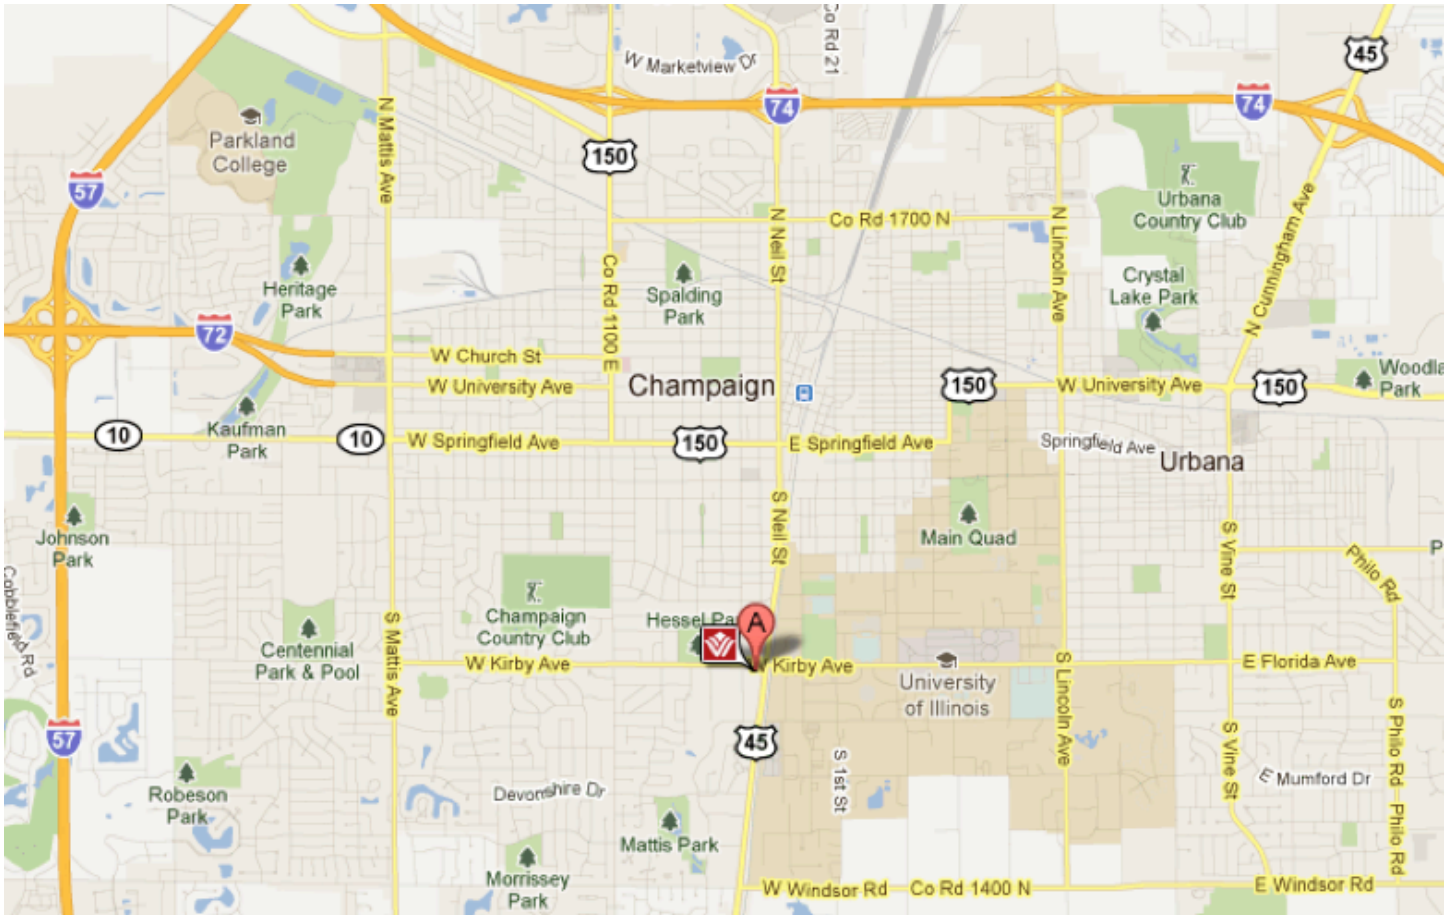 W Marketview Dr
Co Rd 21
45
74
74
N Mattis Ave
Parkland
College
150
57
Urbana
Country Club
N Neil St
Co Rd 1700 N
N Lincoln Ave
N Cunningham Ave
Heritage
Park
Co Rd 1100 E
Spalding
Park
Crystal
Lake Park
72
W Church St
W University Ave
Champaign
150
W University Ave
150
Park
10
Kaufman
Park
10
W Springfield Ave
150
E Springfield Ave
Springfield Ave
Urbana
Johnson
Park
S Neil St
Main Quad
S Vine St
Philo Rd
P
Cobblefield Rd
Centennial
Park & Pool
S Mattis Ave
Champaign
Country Club
Hessel
A
W Kirby Ave
Kirby Ave
University
of Illinois
S Lincoln Ave
E Florida Ave
57
45
S 1st St
S Vine St
S Philo Rd
Robeson
Park
Devonshire Dr
E Mumford Dr
Mattis Park
Philo Rd
Morrissey
Park
W Windsor Rd
Co Rd 1400 N
E Windsor Rd